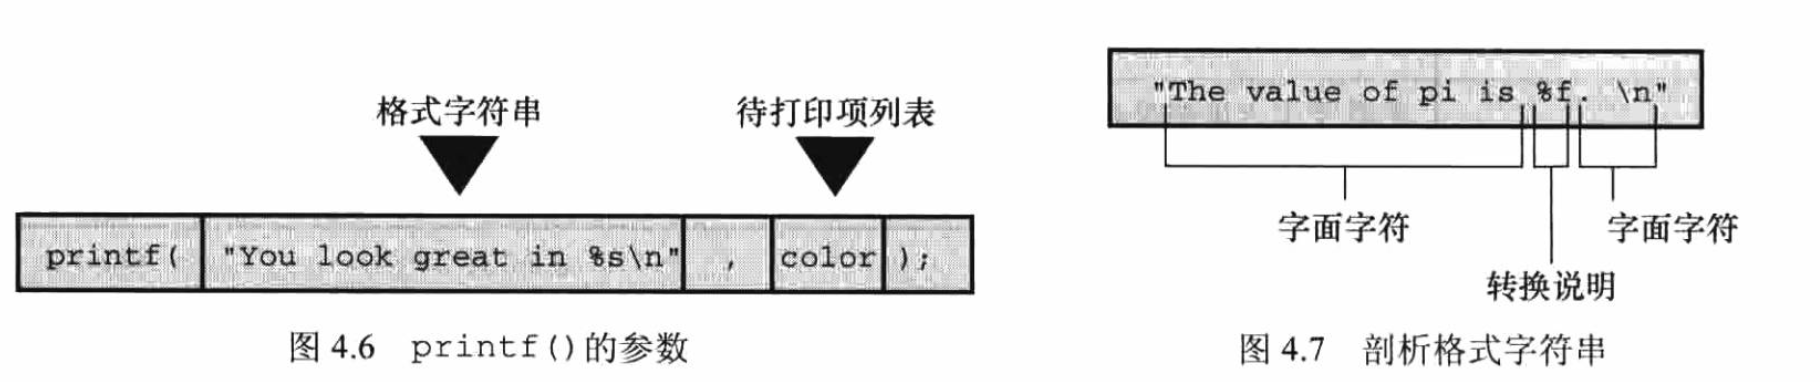 格式字符串 待打印项列表
printf( "You look great in %s\n" , color );
图 4.6 printf()的参数
"The value of pi is %f. \n"
字面字符 字面字符
转换说明
图 4.7 剖析格式字符串